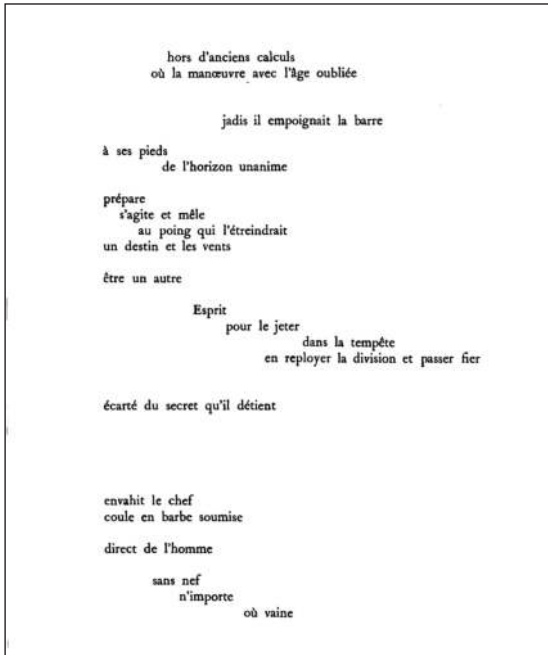 hors d'anciens calculs
où la manœuvre avec l'âge oubliée
jadis il empoignait la barre
à ses pieds
de l'horizon unanime
prépare
s'agite et mêle
au poing qui l'étreindrait
un destin et les vents
être un autre
Esprit
pour le jeter
dans la tempête
en reployer la division et passer fier
écarté du secret qu'il détient
envahit le chef
coule en barbe soumise
direct de l'homme
sans nef
n'importe
où vaine